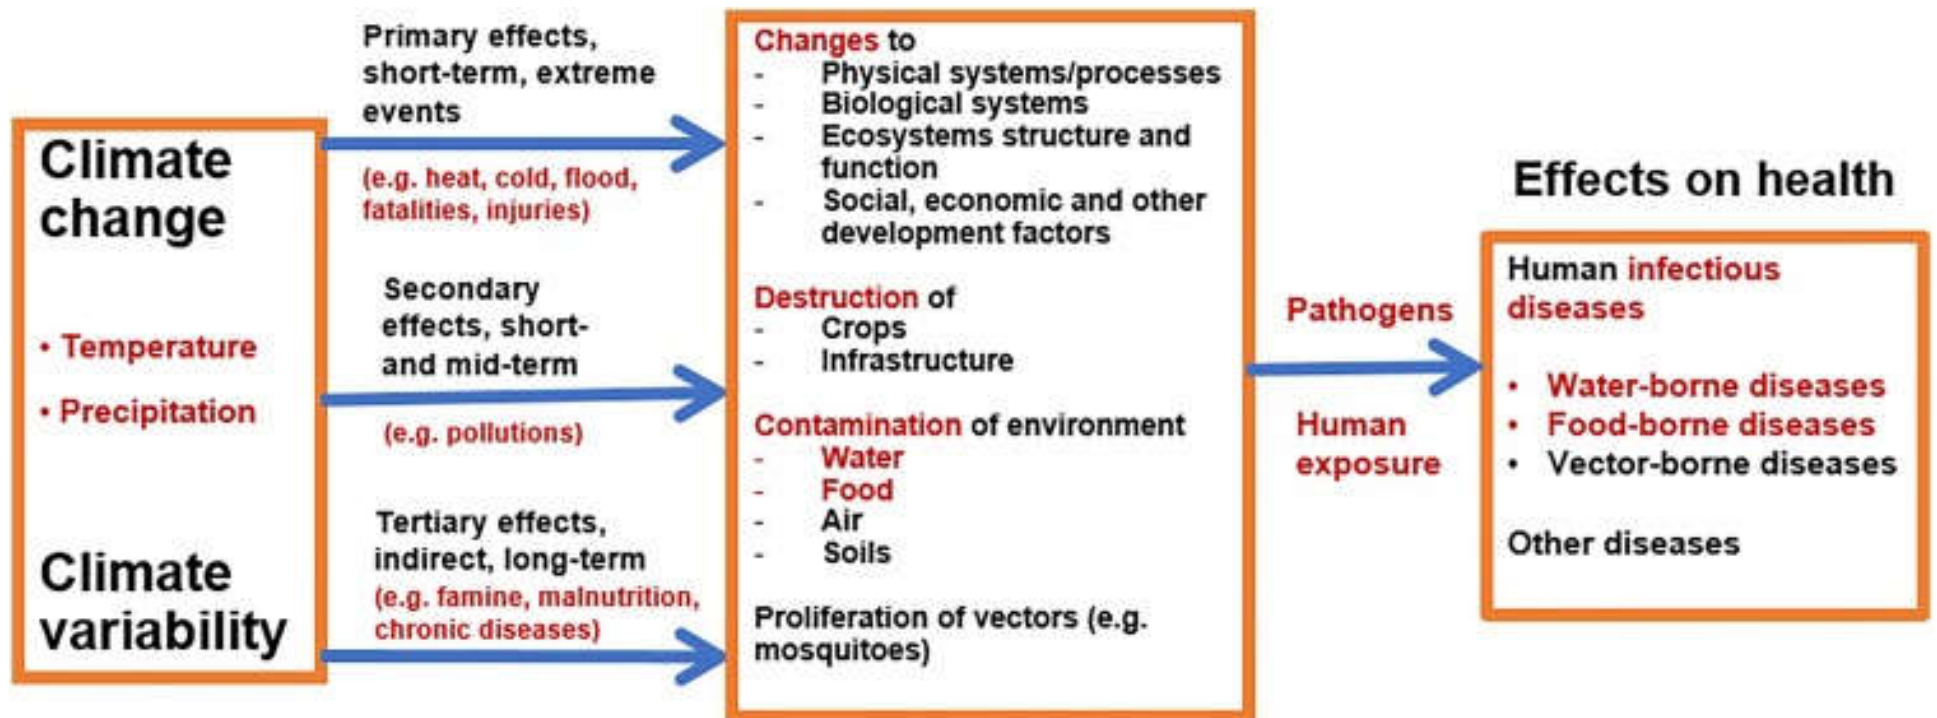 Climate
change
• Temperature
• Precipitation
Climate
variability
Primary effects,
short-term, extreme
events
(e.g. heat, cold, flood,
fatalities, injuries)
Secondary
effects, short-
and mid-term
(e.g. pollutions)
Tertiary effects,
indirect, long-term
(e.g. famine, malnutrition,
chronic diseases)
Changes to
- Physical systems/processes
- Biological systems
- Ecosystems structure and
function
- Social, economic and other
development factors
Destruction of
- Crops
- Infrastructure
Contamination of environment
- Water
- Food
- Air
- Soils
Proliferation of vectors (e.g.
mosquitoes)
Pathogens
Human
exposure
Effects on health
Human infectious
diseases
• Water-borne diseases
• Food-borne diseases
• Vector-borne diseases
Other diseases